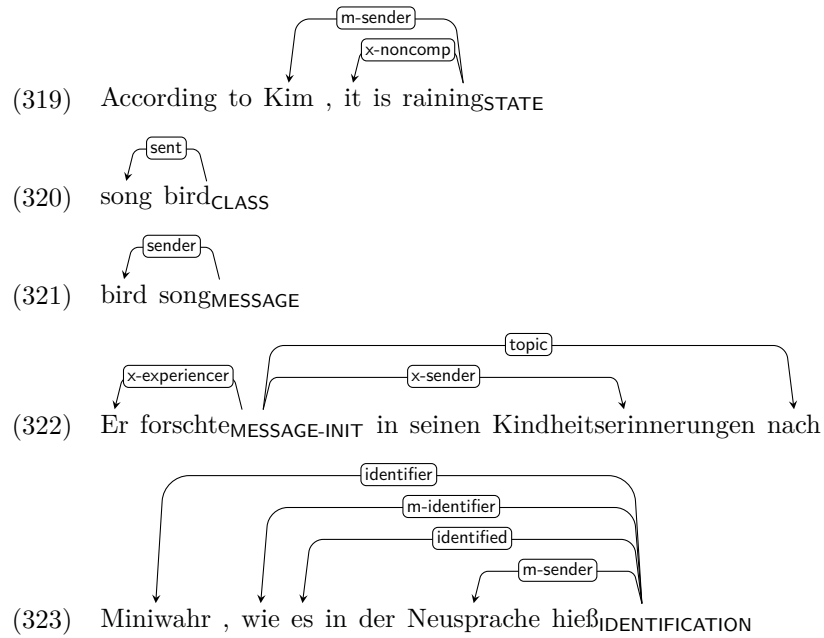 m-sender
x-noncomp
(319) According to Kim , it is rainingSTATE
sent
(320) song birdCLASS
sender
(321) bird songMESSAGE
topic
x-experiencer x-sender
(322) Er forschteMESSAGE-INIT in seinen Kindheitserinnerungen nach
identifier
m-identifier
identified
m-sender
(323) Miniwahr , wie es in der Neusprache hießIDENTIFICATION